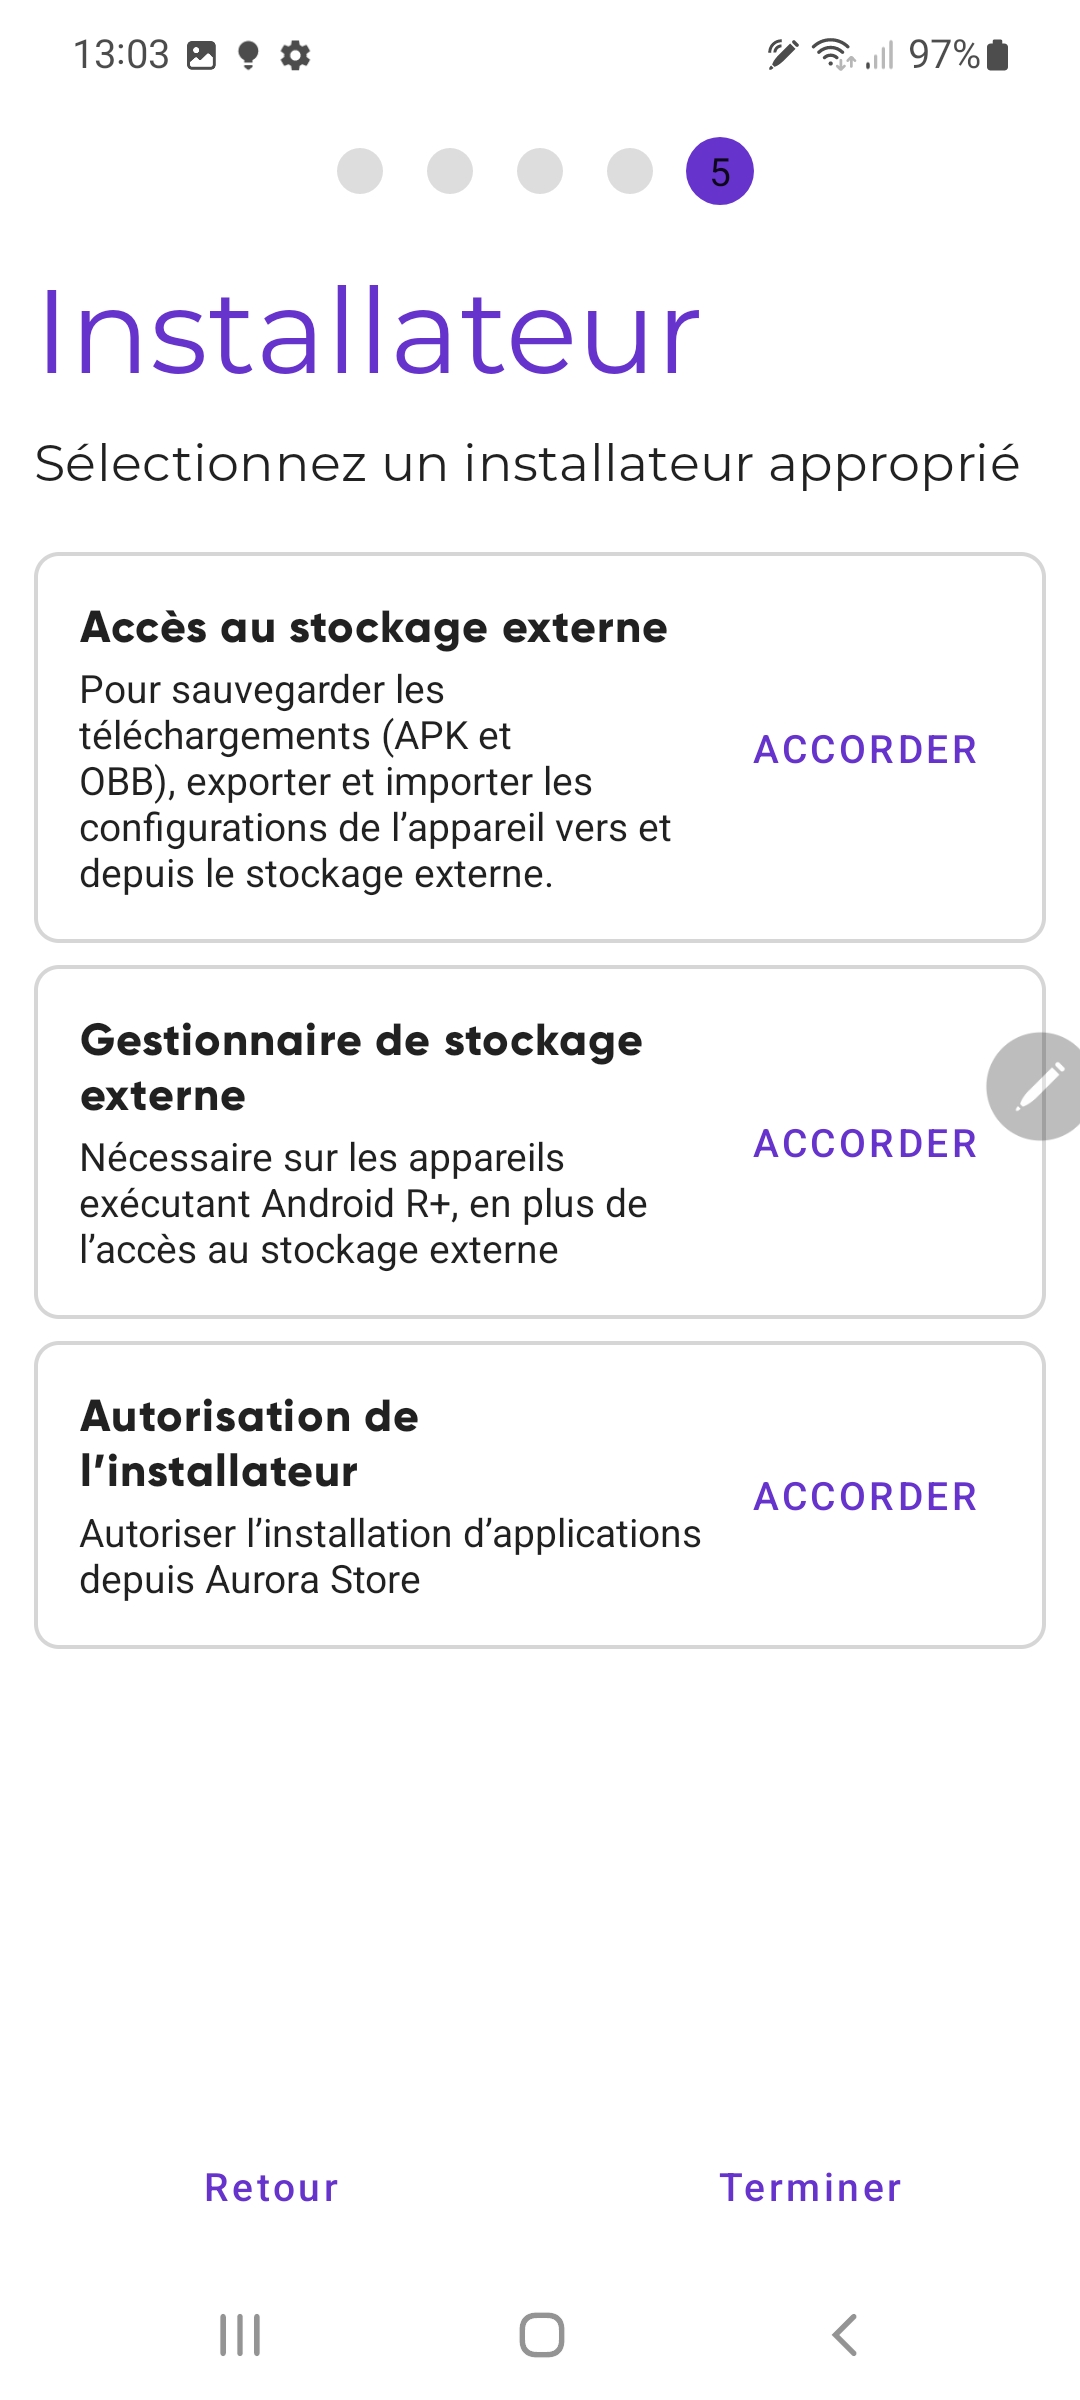 13:03
97%
5
Installateur
Sélectionnez un installateur approprié
Accès au stockage externe
Pour sauvegarder les
téléchargements (APK et
OBB), exporter et importer les
configurations de l’appareil vers et
depuis le stockage externe.
ACCORDER
Gestionnaire de stockage
externe
Nécessaire sur les appareils
exécutant Android R+, en plus de
l’accès au stockage externe
ACCORDER
Autorisation de
l’installateur
Autoriser l’installation d’applications
depuis Aurora Store
ACCORDER
Retour
Terminer